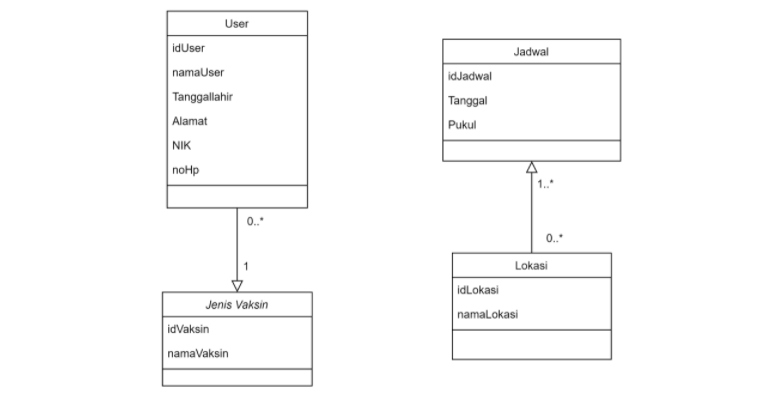 User
idUser
namaUser
Tanggallahir
Alamat
NIK
noHp
0..*
1
Jenis Vaksin
idVaksin
namaVaksin
Jadwal
idJadwal
Tanggal
Pukul
1..*
0..*
Lokasi
idLokasi
namaLokasi